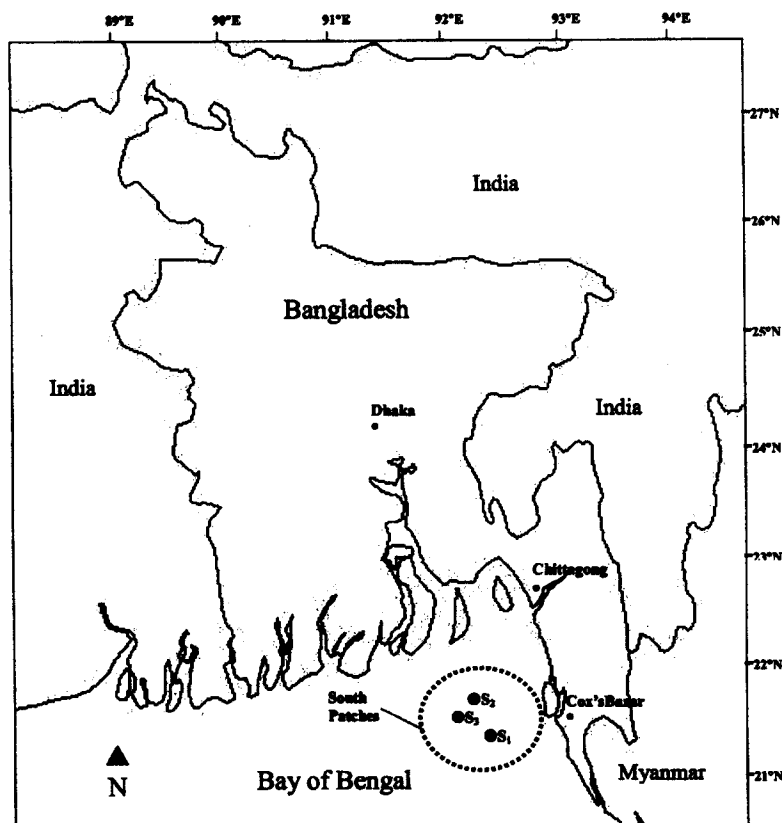 89°E 90°E 91°E 92°E 93°E 94°E
27°N
India
26°N
Bangladesh
25°N
India
Dhaka
India
24°N
23°N
Chittagong
22°N
South
Patches
S₂
S₃
S₁
Cox'sBazar
N
Bay of Bengal
Myanmar
21°N